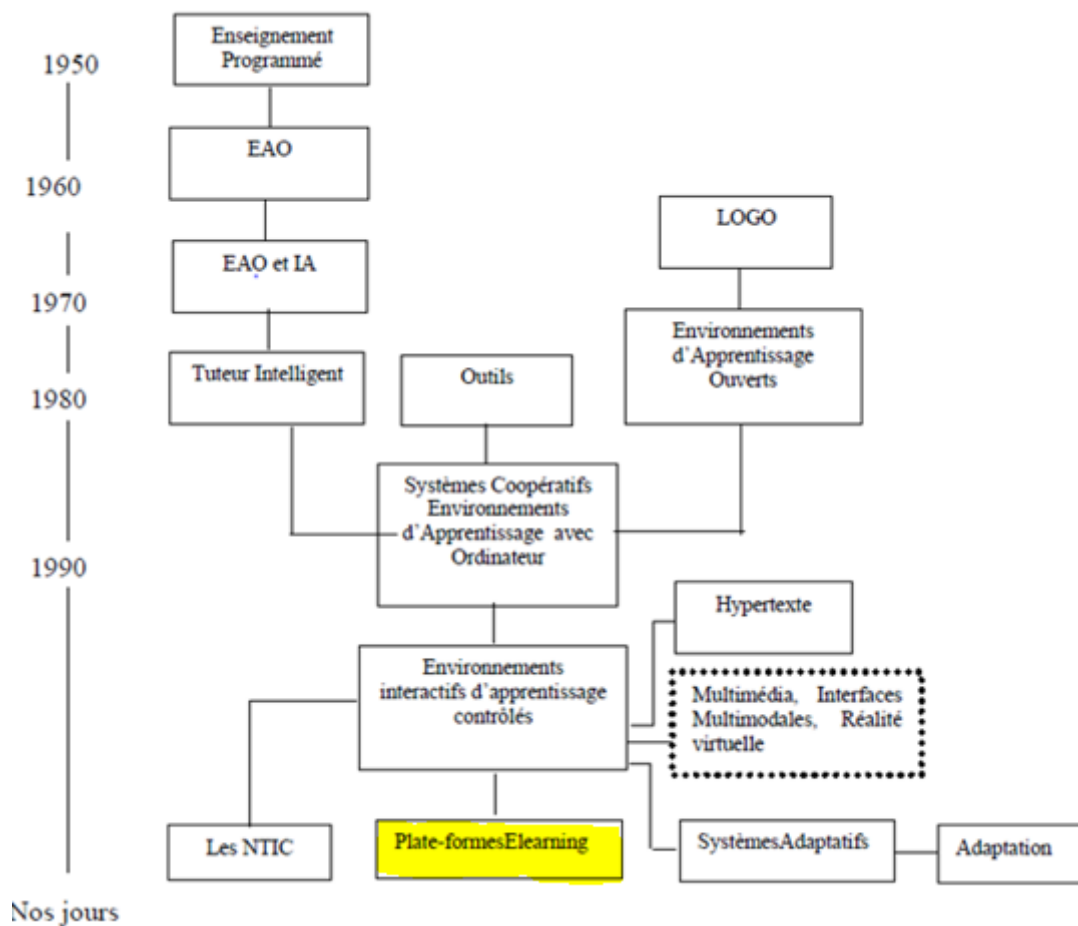 Enseignement
Programmé
1950
EAO
1960
LOGO
EAO et IA
1970
Environnements
d'Apprentissage
Ouverts
Tuteur Intelligent
Outils
1980
Systèmes Coopératifs
Environnements
d'Apprentissage avec
Ordinateur
1990
Hypertexte
Environnements
interactifs d'apprentissage
contrôlés
Multimédia, Interfaces
Multimodales, Réalité
virtuelle
Les NTIC
Plate-formesElearning
SystèmesAdaptatifs
Adaptation
Nos jours